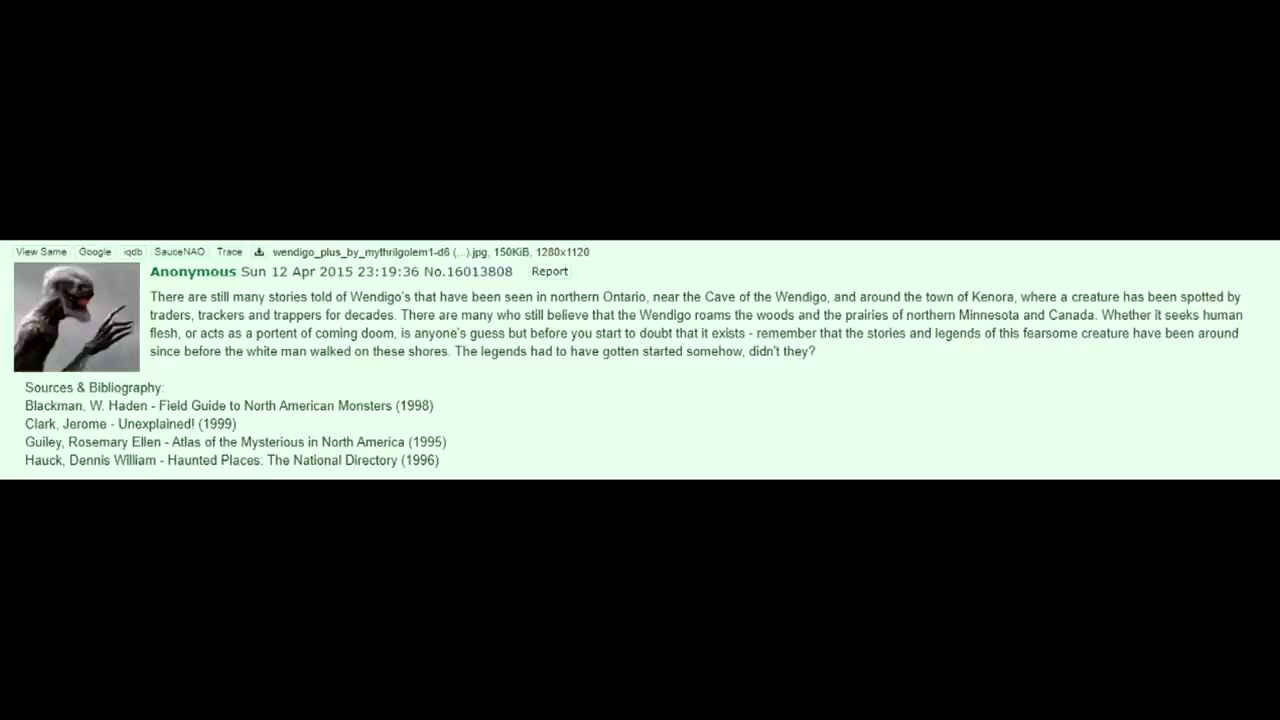 View Same Google iqdb SauceNAO Trace wendigo_plus_by_mythrilgolem1-d6 (...).jpg, 150KiB, 1280x1120
Anonymous Sun 12 Apr 2015 23:19:36 No.16013808 Report
There are still many stories told of Wendigo's that have been seen in northern Ontario, near the Cave of the Wendigo, and around the town of Kenora, where a creature has been spotted by
traders, trackers and trappers for decades. There are many who still believe that the Wendigo roams the woods and the prairies of northern Minnesota and Canada. Whether it seeks human
flesh, or acts as a portent of coming doom, is anyone's guess but before you start to doubt that it exists - remember that the stories and legends of this fearsome creature have been around
since before the white man walked on these shores. The legends had to have gotten started somehow, didn't they?
Sources & Bibliography:
Blackman, W. Haden - Field Guide to North American Monsters (1998)
Clark, Jerome - Unexplained! (1999)
Guiley, Rosemary Ellen - Atlas of the Mysterious in North America (1995)
Hauck, Dennis William - Haunted Places: The National Directory (1996)